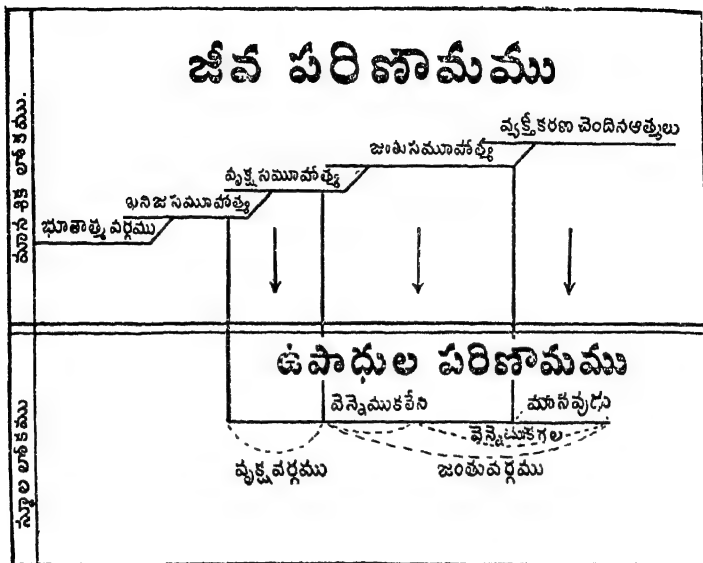 జీవ పరిణామము
వ్యక్తీకరణ చెందినఆత్మలు
జంతుసమూహాత్మ
వృక్షసమూహాత్మ
ఖనిజసమూహాత్మ
భూతాత్మవర్గము
మానశిక లోకము.
ఉపాధుల పరిణామము
వెన్నెముకలేని
మానవుడు
వెన్నెముకగల
వృక్షవర్గము
జంతువర్గము
స్థూల లోకము